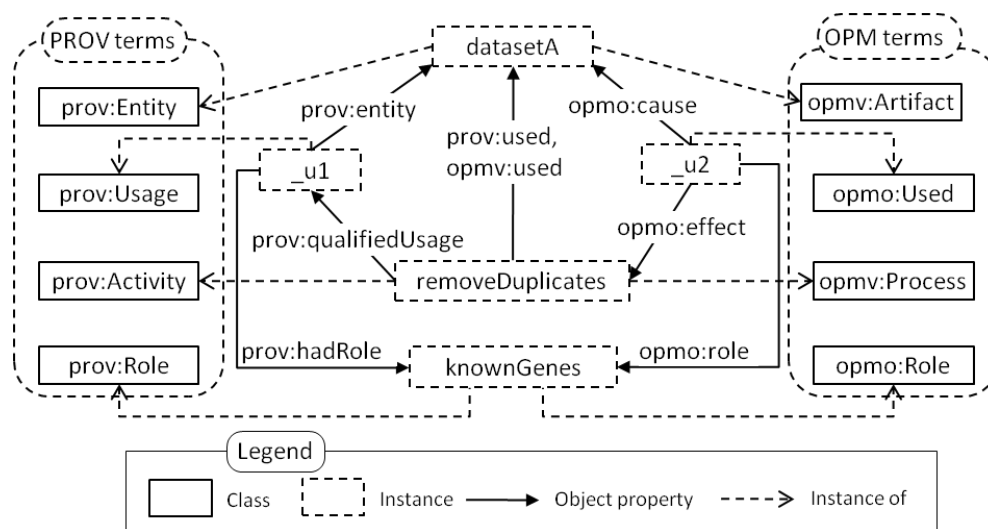 PROV terms
datasetA
OPM terms
prov:Entity
prov:entity
opmo:cause
opmv:Artifact
prov:used,
opmv:used
_u1
_u2
prov:Usage
opmo:Used
prov:qualifiedUsage
opmo:effect
prov:Activity
removeDuplicates
opmv:Process
prov:hadRole
opmo:role
prov:Role
knownGenes
opmo:Role
Legend
Class
Instance
Object property
Instance of